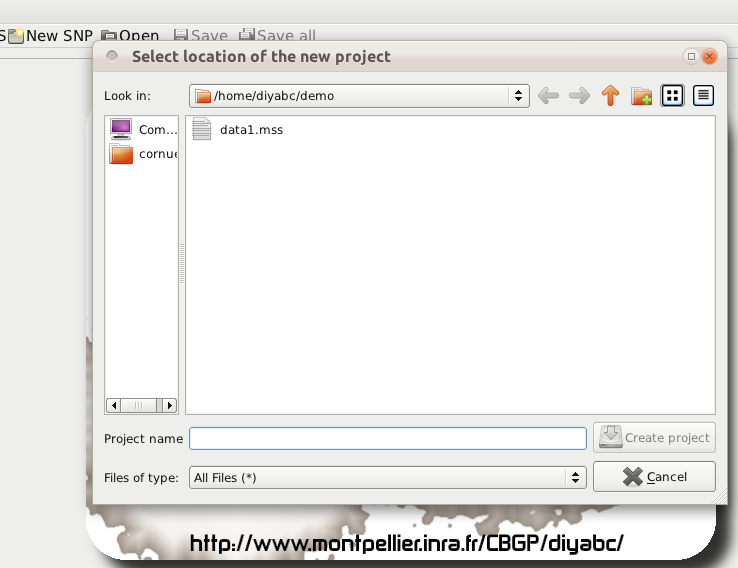 S New SNP Open Save Save all
Select location of the new project
Look in: /home/diyabc/demo
Com... data1.mss
cornue
Project name Create project
Files of type: All Files (*) Cancel
http://www.montpellier.inra.fr/CBGP/diyabc/